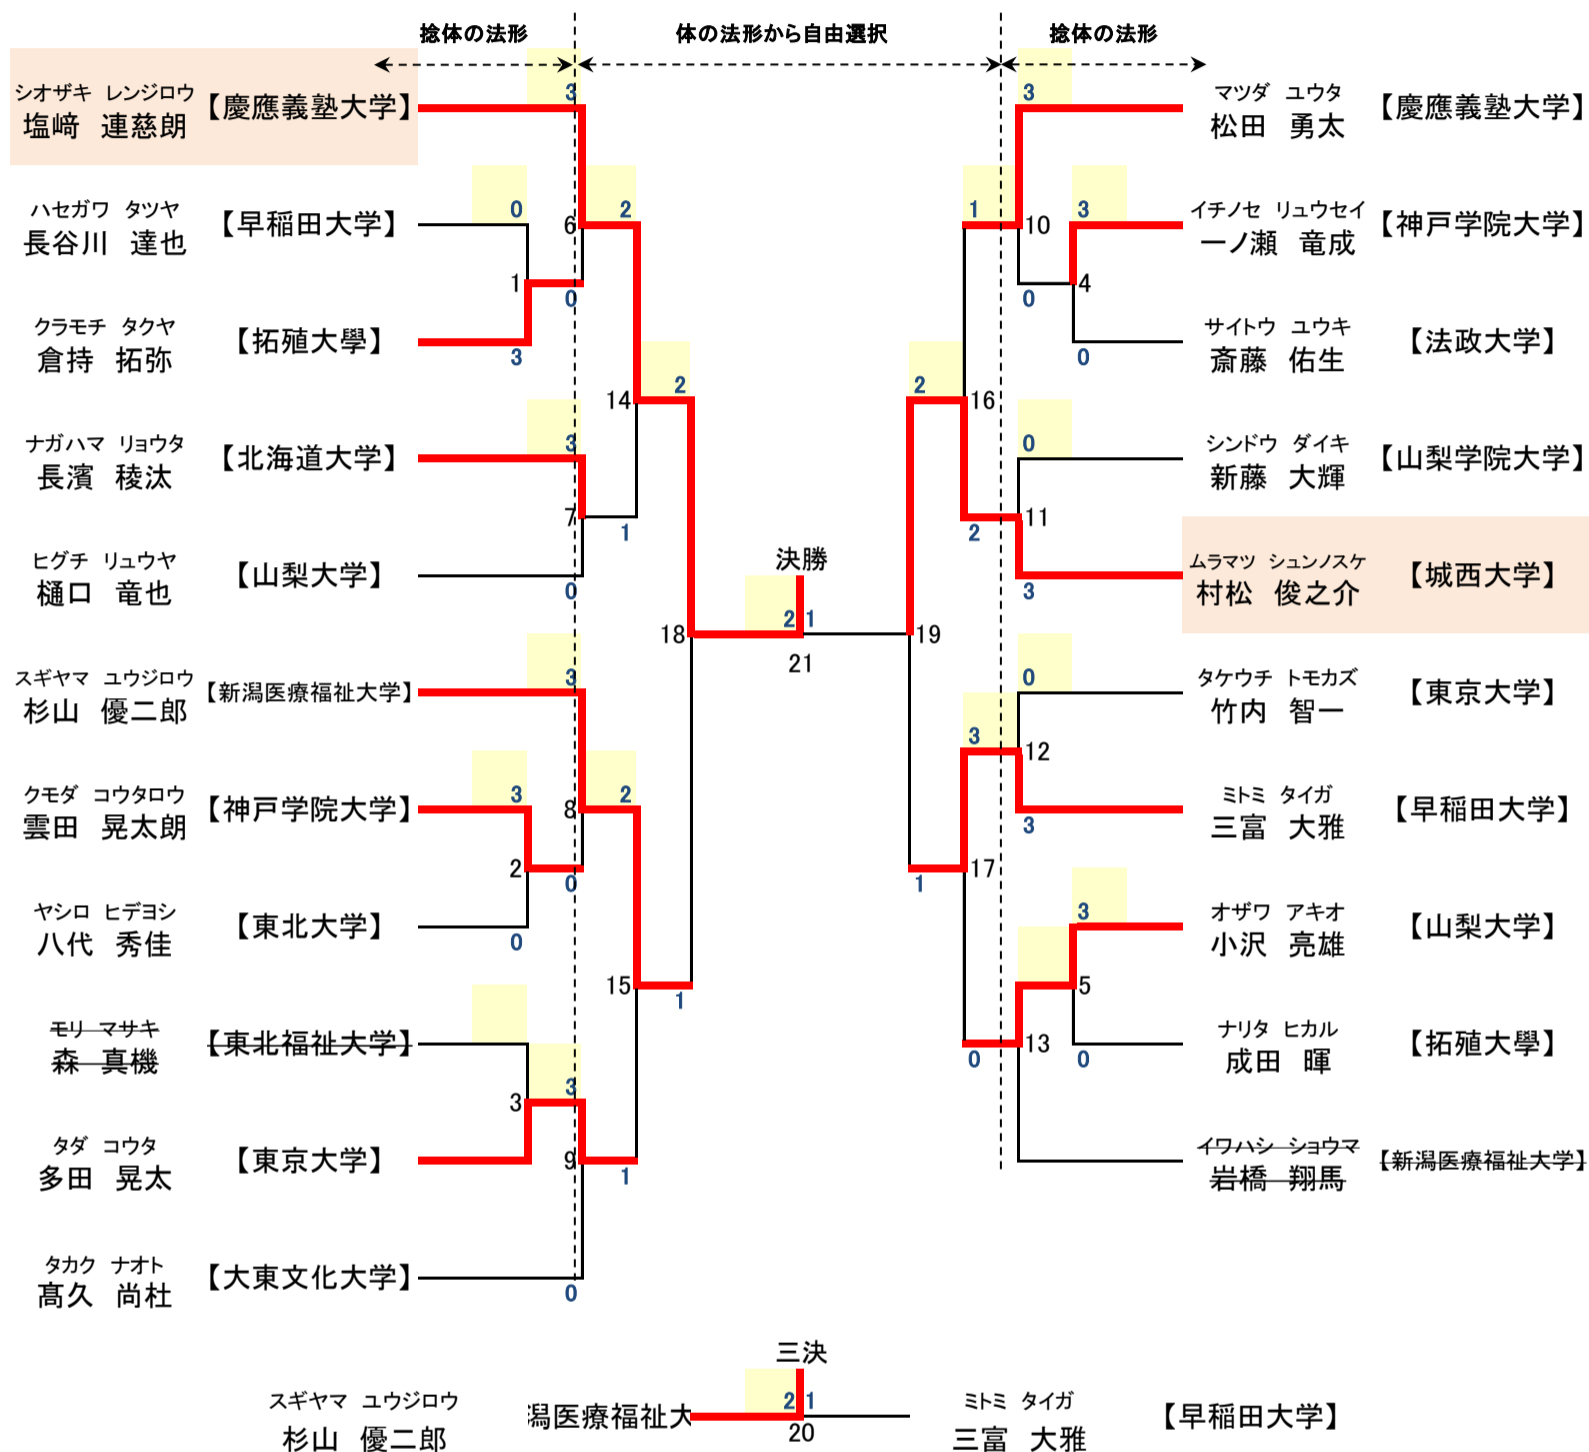 捻体の法形 体の法形から自由選択 捻体の法形
シオザキ レンジロウ
塩﨑 連慈朗 【慶應義塾大学】 3
3 マツダ ユウタ
松田 勇太 【慶應義塾大学】
ハセガワ タツヤ
長谷川 達也 【早稲田大学】 0 6 2
1 10 3 イチノセ リュウセイ
一ノ瀬 竜成 【神戸学院大学】
1 0
0 4
クラモチ タクヤ
倉持 拓弥 【拓殖大學】 3
サイトウ ユウキ
斎藤 佑生 【法政大学】
0
14 2
2 16
ナガハマ リョウタ
長濱 稜汰 【北海道大学】 3
0 シンドウ ダイキ
新藤 大輝 【山梨学院大学】
7 1
2 11
ヒグチ リュウヤ
樋口 竜也 【山梨大学】 0
決勝
3 ムラマツ シュンノスケ
村松 俊之介 【城西大学】
18 2 1 19
21
スギヤマ ユウジロウ
杉山 優二郎 【新潟医療福祉大学】 3
0 タケウチ トモカズ
竹内 智一 【東京大学】
3 12
クモダ コウタロウ
雲田 晃太朗 【神戸学院大学】 3 8 2
3 ミトミ タイガ
三富 大雅 【早稲田大学】
2 0
1 17
ヤシロ ヒデヨシ
八代 秀佳 【東北大学】 0
3 オザワ アキオ
小沢 亮雄 【山梨大学】
15 1
5
モリ マサキ
森 真機 【東北福祉大学】
0 13 0 ナリタ ヒカル
成田 暉 【拓殖大學】
3 3
タダ コウタ
多田 晃太 【東京大学】 9 1
イワハシ ショウマ
岩橋 翔馬 【新潟医療福祉大学】
タカク ナオト
髙久 尚杜 【大東文化大学】 0
三決
スギヤマ ユウジロウ
杉山 優二郎 潟医療福祉大 2 1
20
ミトミ タイガ
三富 大雅 【早稲田大学】